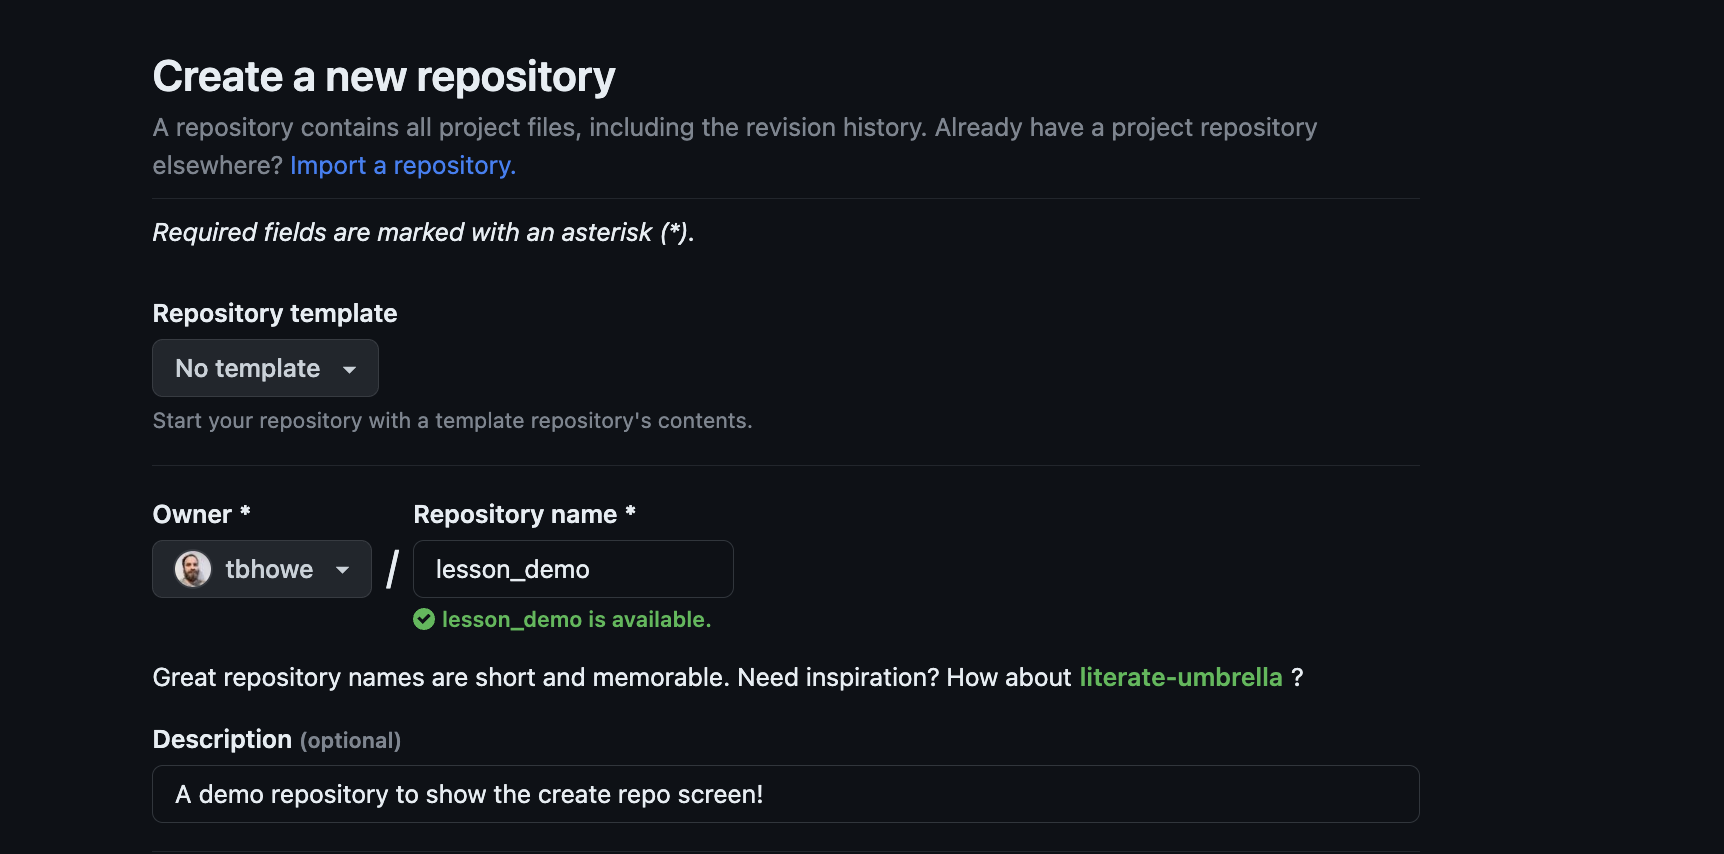 Create a new repository
A repository contains all project files, including the revision history. Already have a project repository
elsewhere? Import a repository.
Required fields are marked with an asterisk (*).
Repository template
No template
Start your repository with a template repository's contents.
Owner *
Repository name *
tbhowe
/
lesson_demo
lesson_demo is available.
Great repository names are short and memorable. Need inspiration? How about literate-umbrella ?
Description (optional)
A demo repository to show the create repo screen!